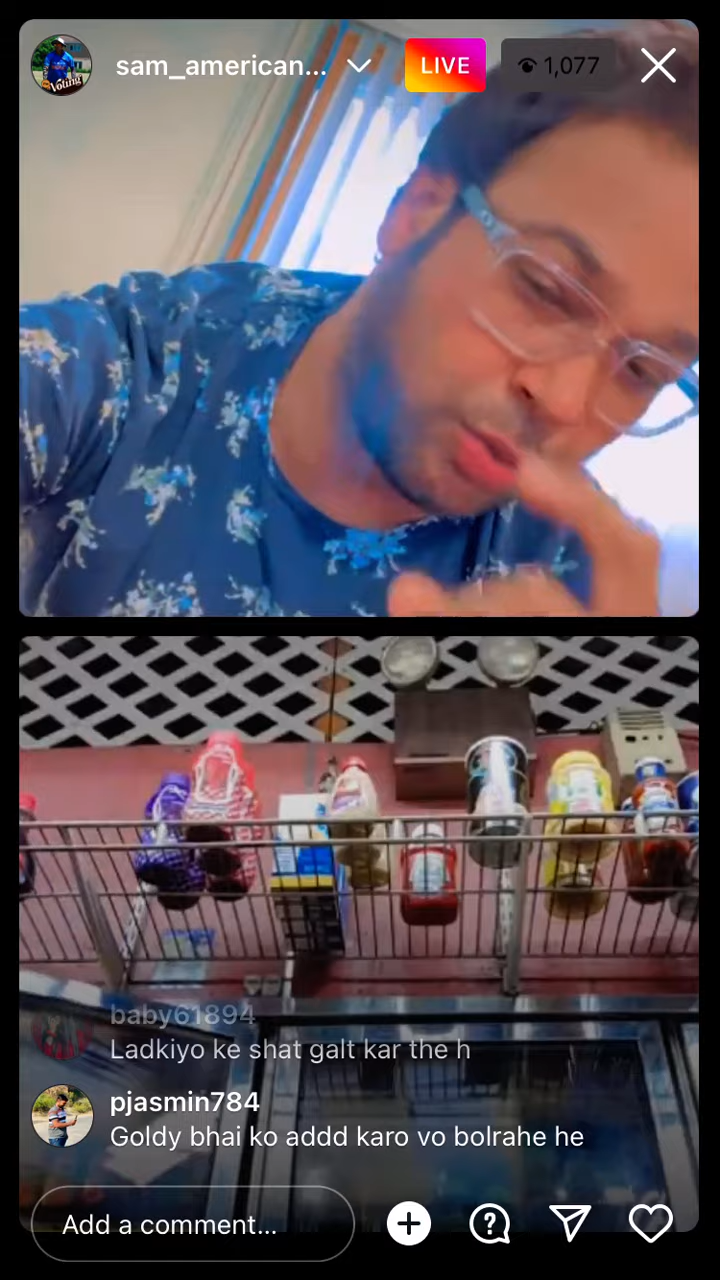 sam_american...
LIVE
1,077
Voting
baby61894
Ladkiyo ke shat galt kar the h
pjasmin784
Goldy bhai ko addd karo vo bolrahe he
Add a comment...